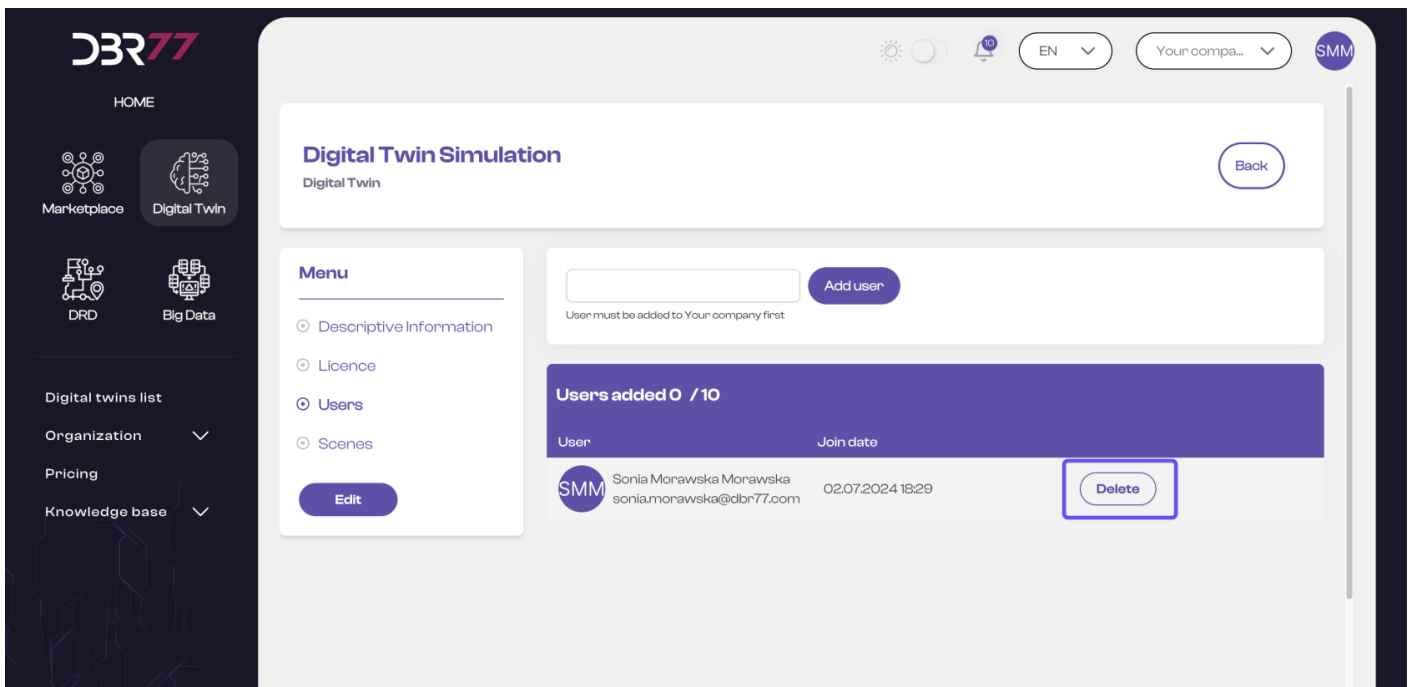 DBR77
10
EN
Your compa...
SMM
HOME
Marketplace
Digital Twin
DRD
Big Data
Digital twins list
Organization
Pricing
Knowledge base
Digital Twin Simulation
Digital Twin
Back
Menu
Descriptive Information
Licence
Users
Scenes
Edit
Add user
User must be added to Your company first
Users added 0 / 10
User Join date
SMM
Sonia Morawska Morawska
sonia.morawska@dbr77.com
02.07.2024 18:29
Delete